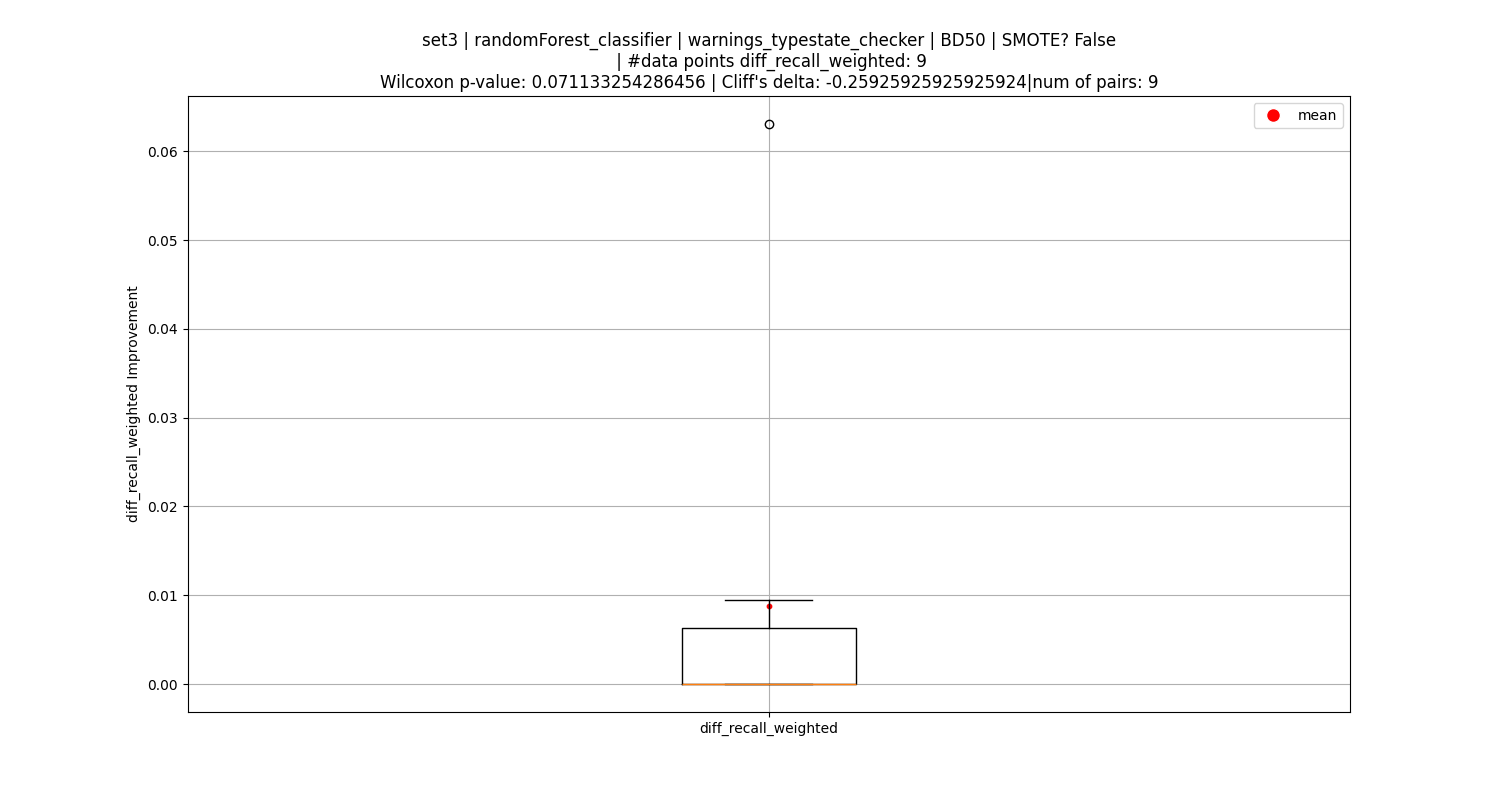 set3 | randomForest_classifier | warnings_typestate_checker | BD50 | SMOTE? False
| #data points diff_recall_weighted: 9
Wilcoxon p-value: 0.071133254286456 | Cliff's delta: -0.25925925925925924|num of pairs: 9
mean
0.06
0.05
0.04
0.03
0.02
0.01
0.00
diff_recall_weighted Improvement
diff_recall_weighted